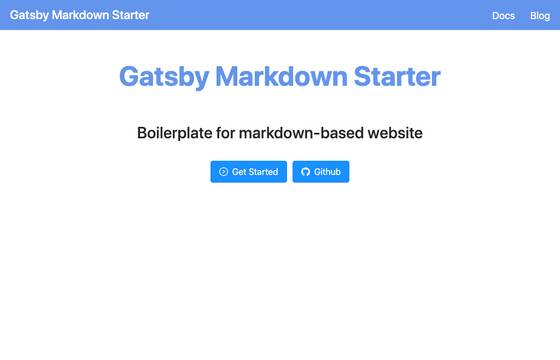 Gatsby Markdown Starter
Docs Blog
Gatsby Markdown Starter
Boilerplate for markdown-based website
Get Started
Github